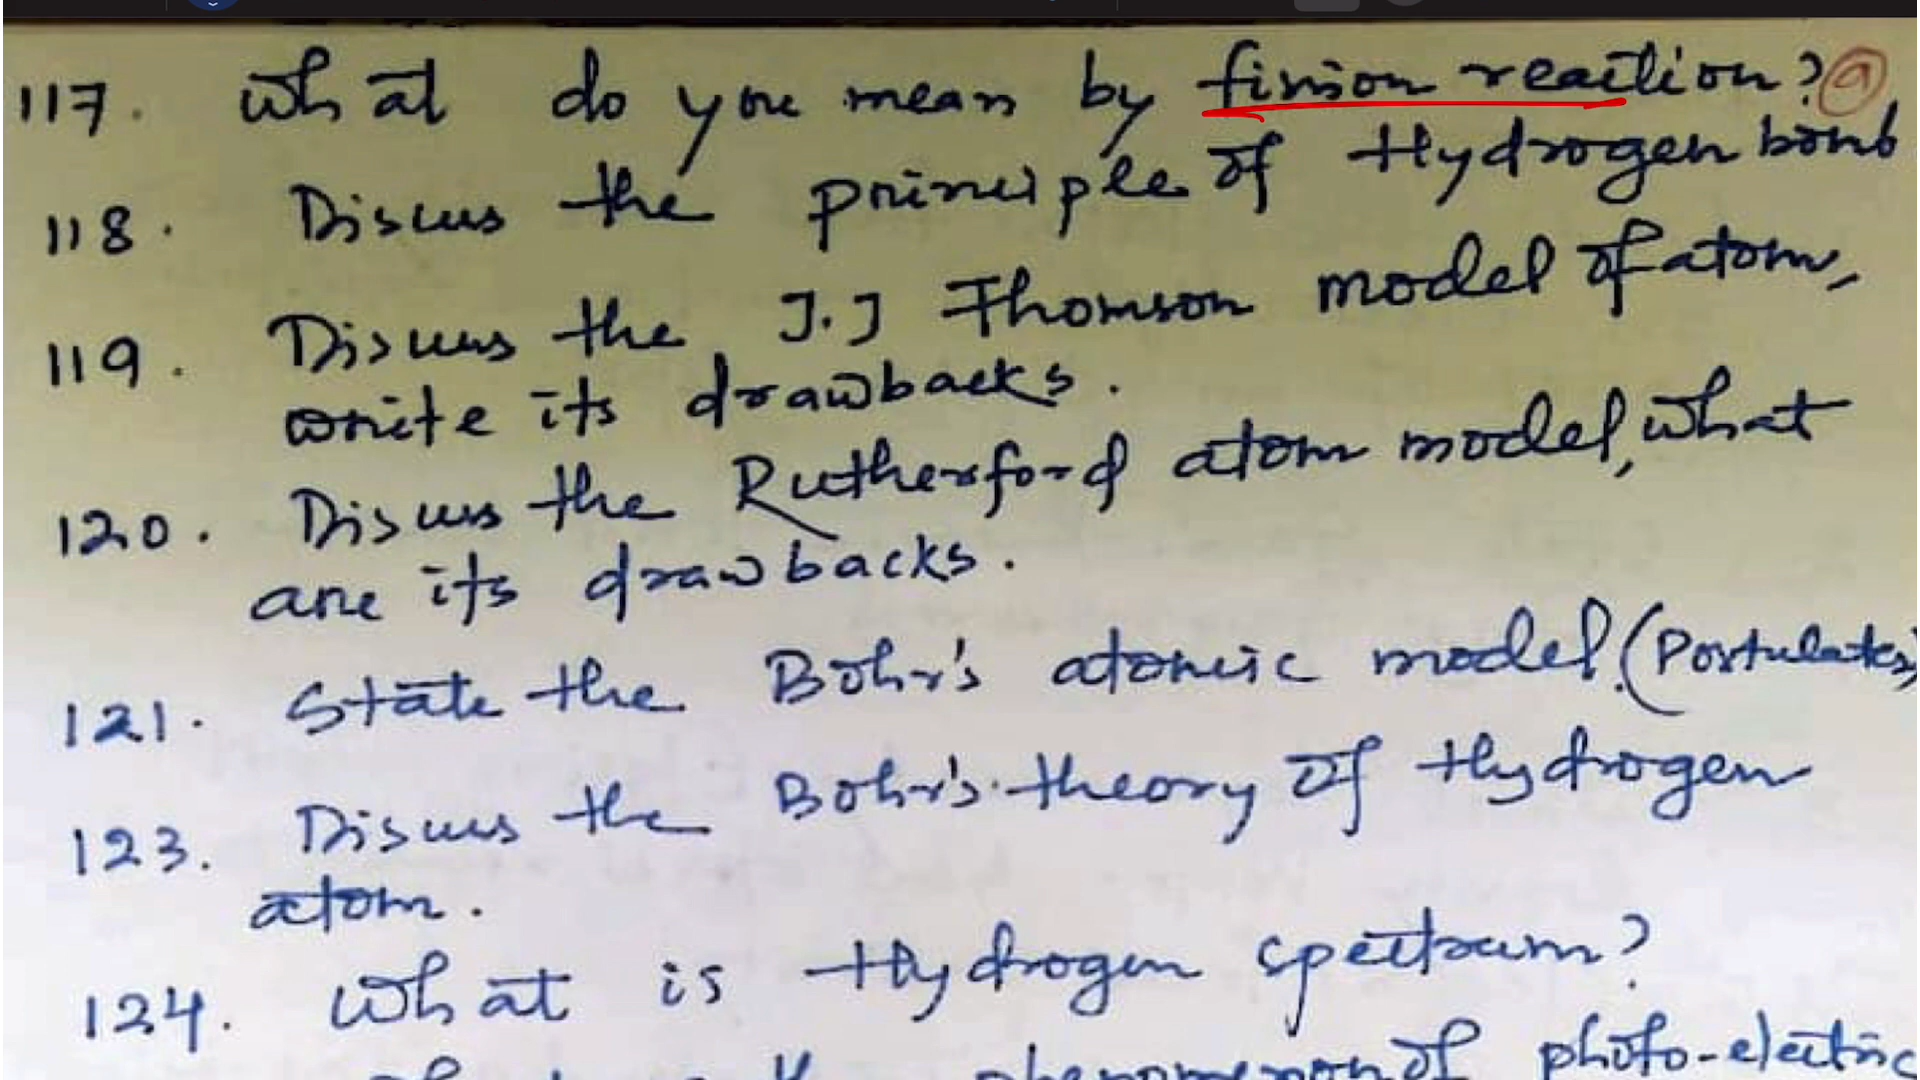 117. What do you mean by fission reaction? 9
118. Discuss the principle of Hydrogen bomb
119. Discuss the J.J Thomson model of atom,
write its drawbacks.
120. Discuss the Rutherford atom model, what
are its drawbacks.
121. State the Bohr's atomic model. (Postulates)
123. Discuss the Bohr's theory of Hydrogen
atom.
124. What is Hydrogen spectrum?
phenomenon of photo-electric